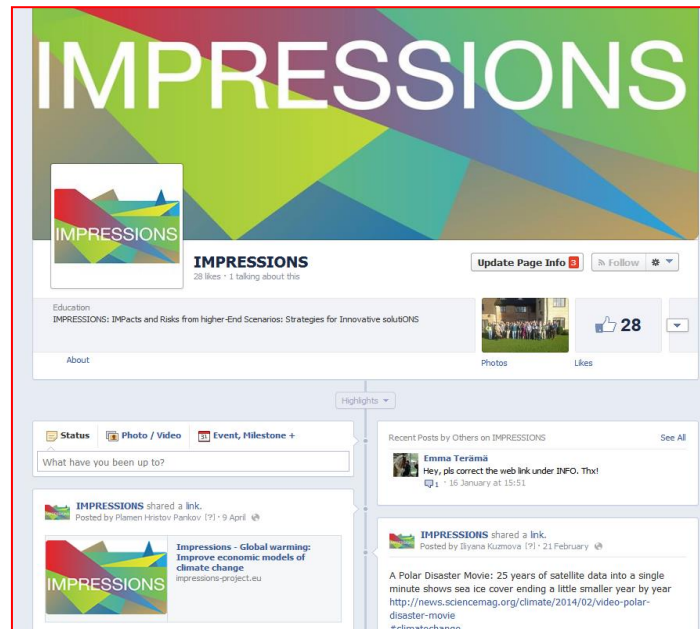 IMPRESSIONS
IMPRESSIONS
IMPRESSIONS
28 likes · 1 talking about this
Update Page Info 3
Follow
Education
IMPRESSIONS: IMPacts and Risks from higher-End Scenarios: Strategies for Innovative solutiONS
About
Photos
28
Likes
Highlights
Status
Photo / Video
31
Event, Milestone +
What have you been up to?
IMPRESSIONS shared a link.
Posted by Plamen Hristov Pankov [?] · 9 April
IMPRESSIONS
Impressions - Global warming:
Improve economic models of
climate change
impressions-project.eu
Recent Posts by Others on IMPRESSIONS
See All
Emma Terämä
Hey, pls correct the web link under INFO. Thx!
1 · 16 January at 15:51
IMPRESSIONS shared a link.
Posted by Iliyana Kuzmova [?] · 21 February
A Polar Disaster Movie: 25 years of satellite data into a single
minute shows sea ice cover ending a little smaller year by year
http://news.sciencemag.org/climate/2014/02/video-polar-
disaster-movie
#climatechange